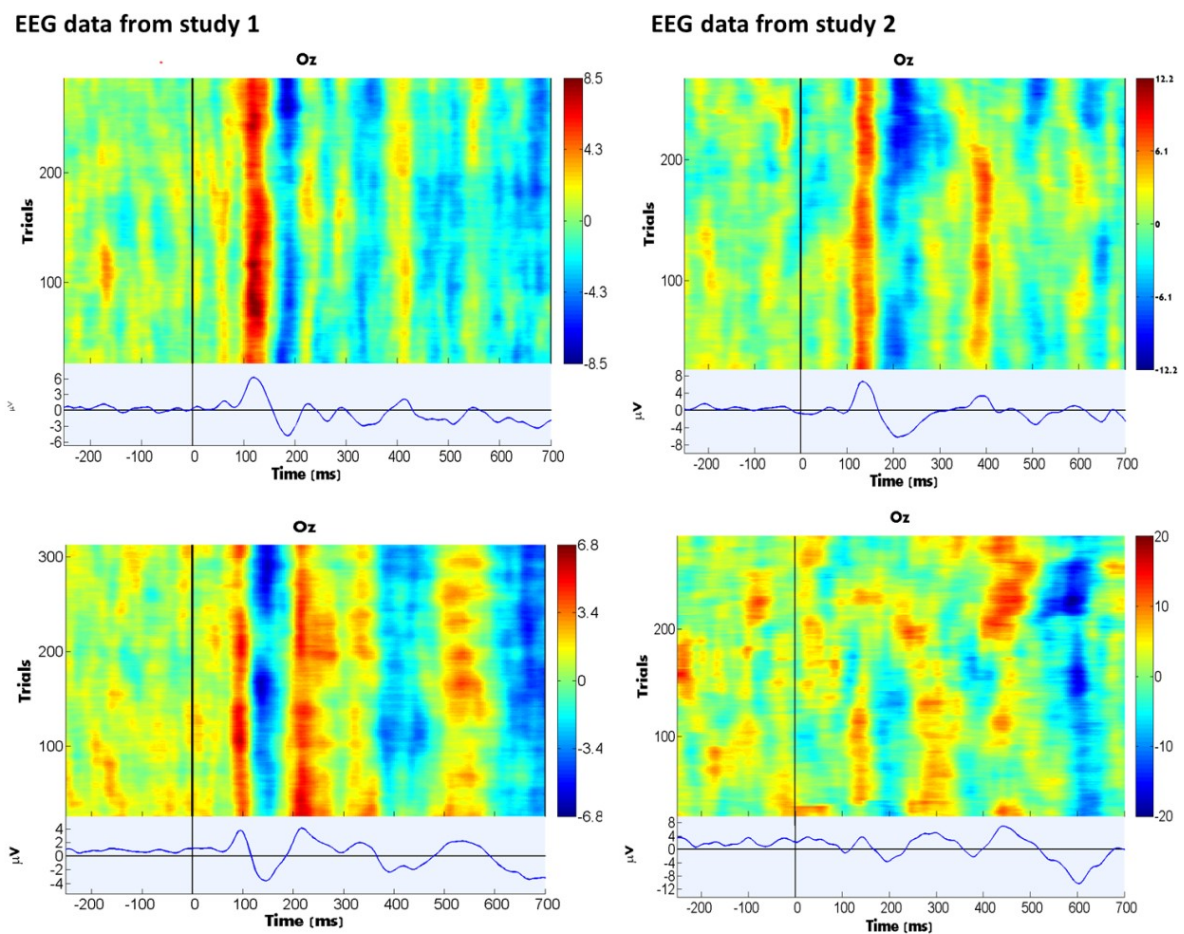 EEG data from study 1
EEG data from study 2
Oz
8.5
4.3
0
-4.3
-8.5
200
100
Trials
6
3
0
-3
-6
µV
-200 -100 0 100 200 300 400 500 600 700
Time (ms)
Oz
12.2
6.1
0
-6.1
-12.2
200
100
Trials
8
4
0
-4
-8
µV
-200 -100 0 100 200 300 400 500 600 700
Time (ms)
Oz
6.8
3.4
0
-3.4
-6.8
300
200
100
Trials
4
2
0
-2
-4
µV
-200 -100 0 100 200 300 400 500 600 700
Time (ms)
Oz
20
10
0
-10
-20
200
100
Trials
8
4
0
-4
-8
-12
µV
-200 -100 0 100 200 300 400 500 600 700
Time (ms)